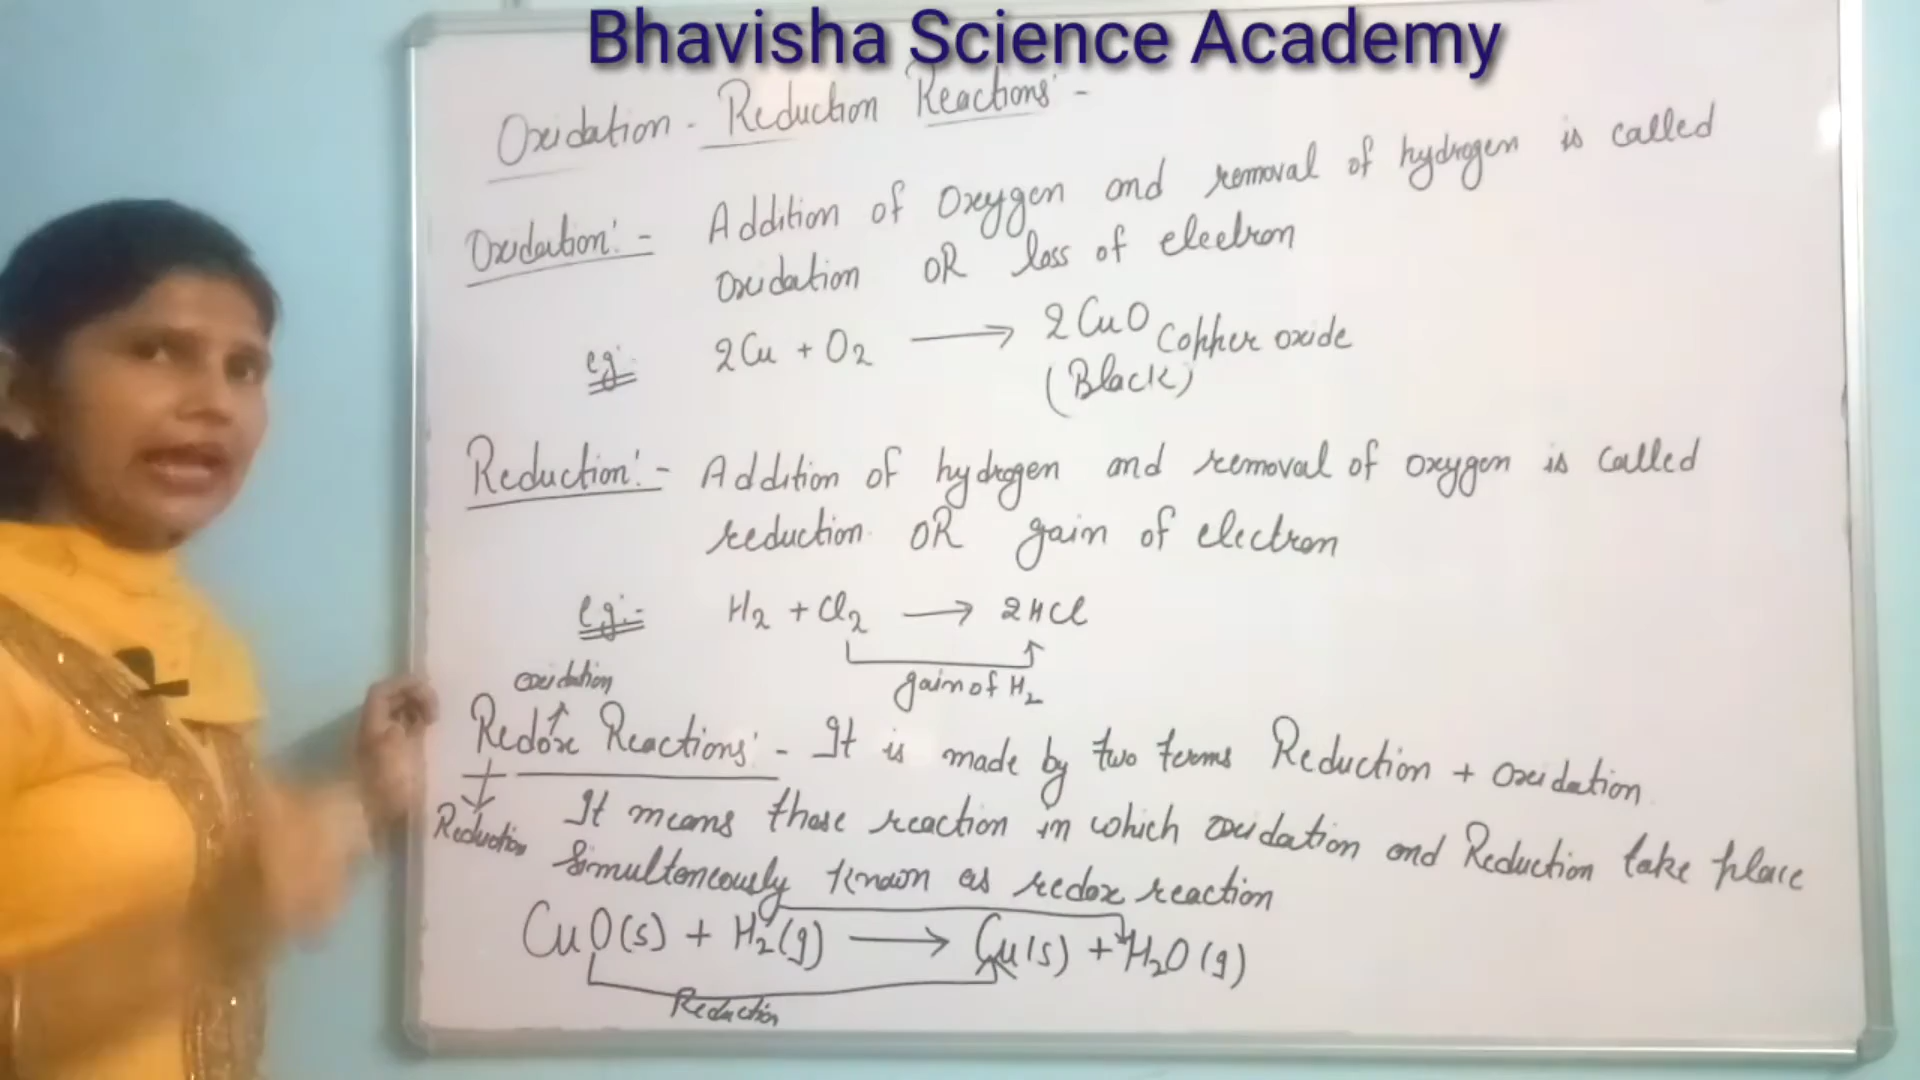 Bhavisha Science Academy
Oxidation - Reduction Reactions:-
Oxidation:- Addition of Oxygen and removal of hydrogen is called
Oxidation OR loss of electron
eg:- 2Cu + O2 ⟶ 2CuO Copper oxide
(Black)
Reduction:- Addition of hydrogen and removal of oxygen is called
reduction OR gain of electron
eg:- H2 + Cl2 ⟶ 2HCl
gain of H2
oxidation
Redox Reactions:- It is made by two terms Reduction + Oxidation
Reduction It means those reaction in which oxidation and Reduction take place
Simultaneously known as redox reaction
CuO(s) + H2(g) ⟶ Cu(s) + H2O(g)
Reduction